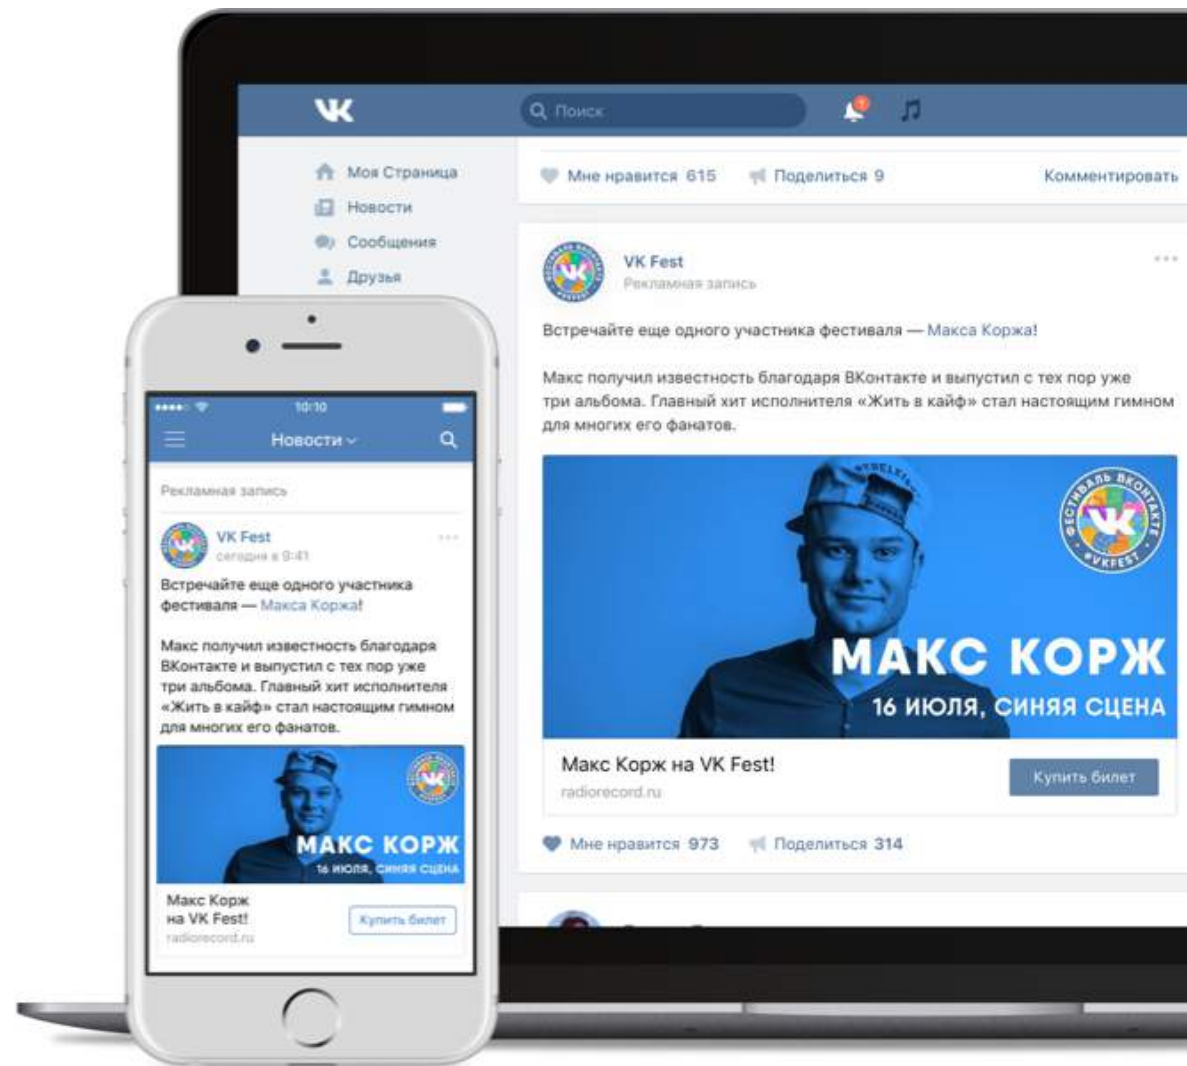 VK
Поиск
1
Моя Страница
Новости
Сообщения
Друзья
Мне нравится 615 Поделиться 9 Комментировать
VK Fest
Рекламная запись
Встречайте еще одного участника фестиваля — Макса Коржа!
Макс получил известность благодаря ВКонтакте и выпустил с тех пор уже
три альбома. Главный хит исполнителя «Жить в кайф» стал настоящим гимном
для многих его фанатов.
ФЕСТИВАЛЬ ВКОНТАКТЕ
#VKFEST
МАКС КОРЖ
16 ИЮЛЯ, СИНЯЯ СЦЕНА
Макс Корж на VK Fest!
radiorecord.ru
Купить билет
Мне нравится 973 Поделиться 314
10:10
Новости
Рекламная запись
VK Fest
сегодня в 9:41
Встречайте еще одного участника
фестиваля — Макса Коржа!
Макс получил известность благодаря
ВКонтакте и выпустил с тех пор уже
три альбома. Главный хит исполнителя
«Жить в кайф» стал настоящим гимном
для многих его фанатов.
МАКС КОРЖ
16 ИЮЛЯ, СИНЯЯ СЦЕНА
Макс Корж
на VK Fest!
radiorecord.ru
Купить билет